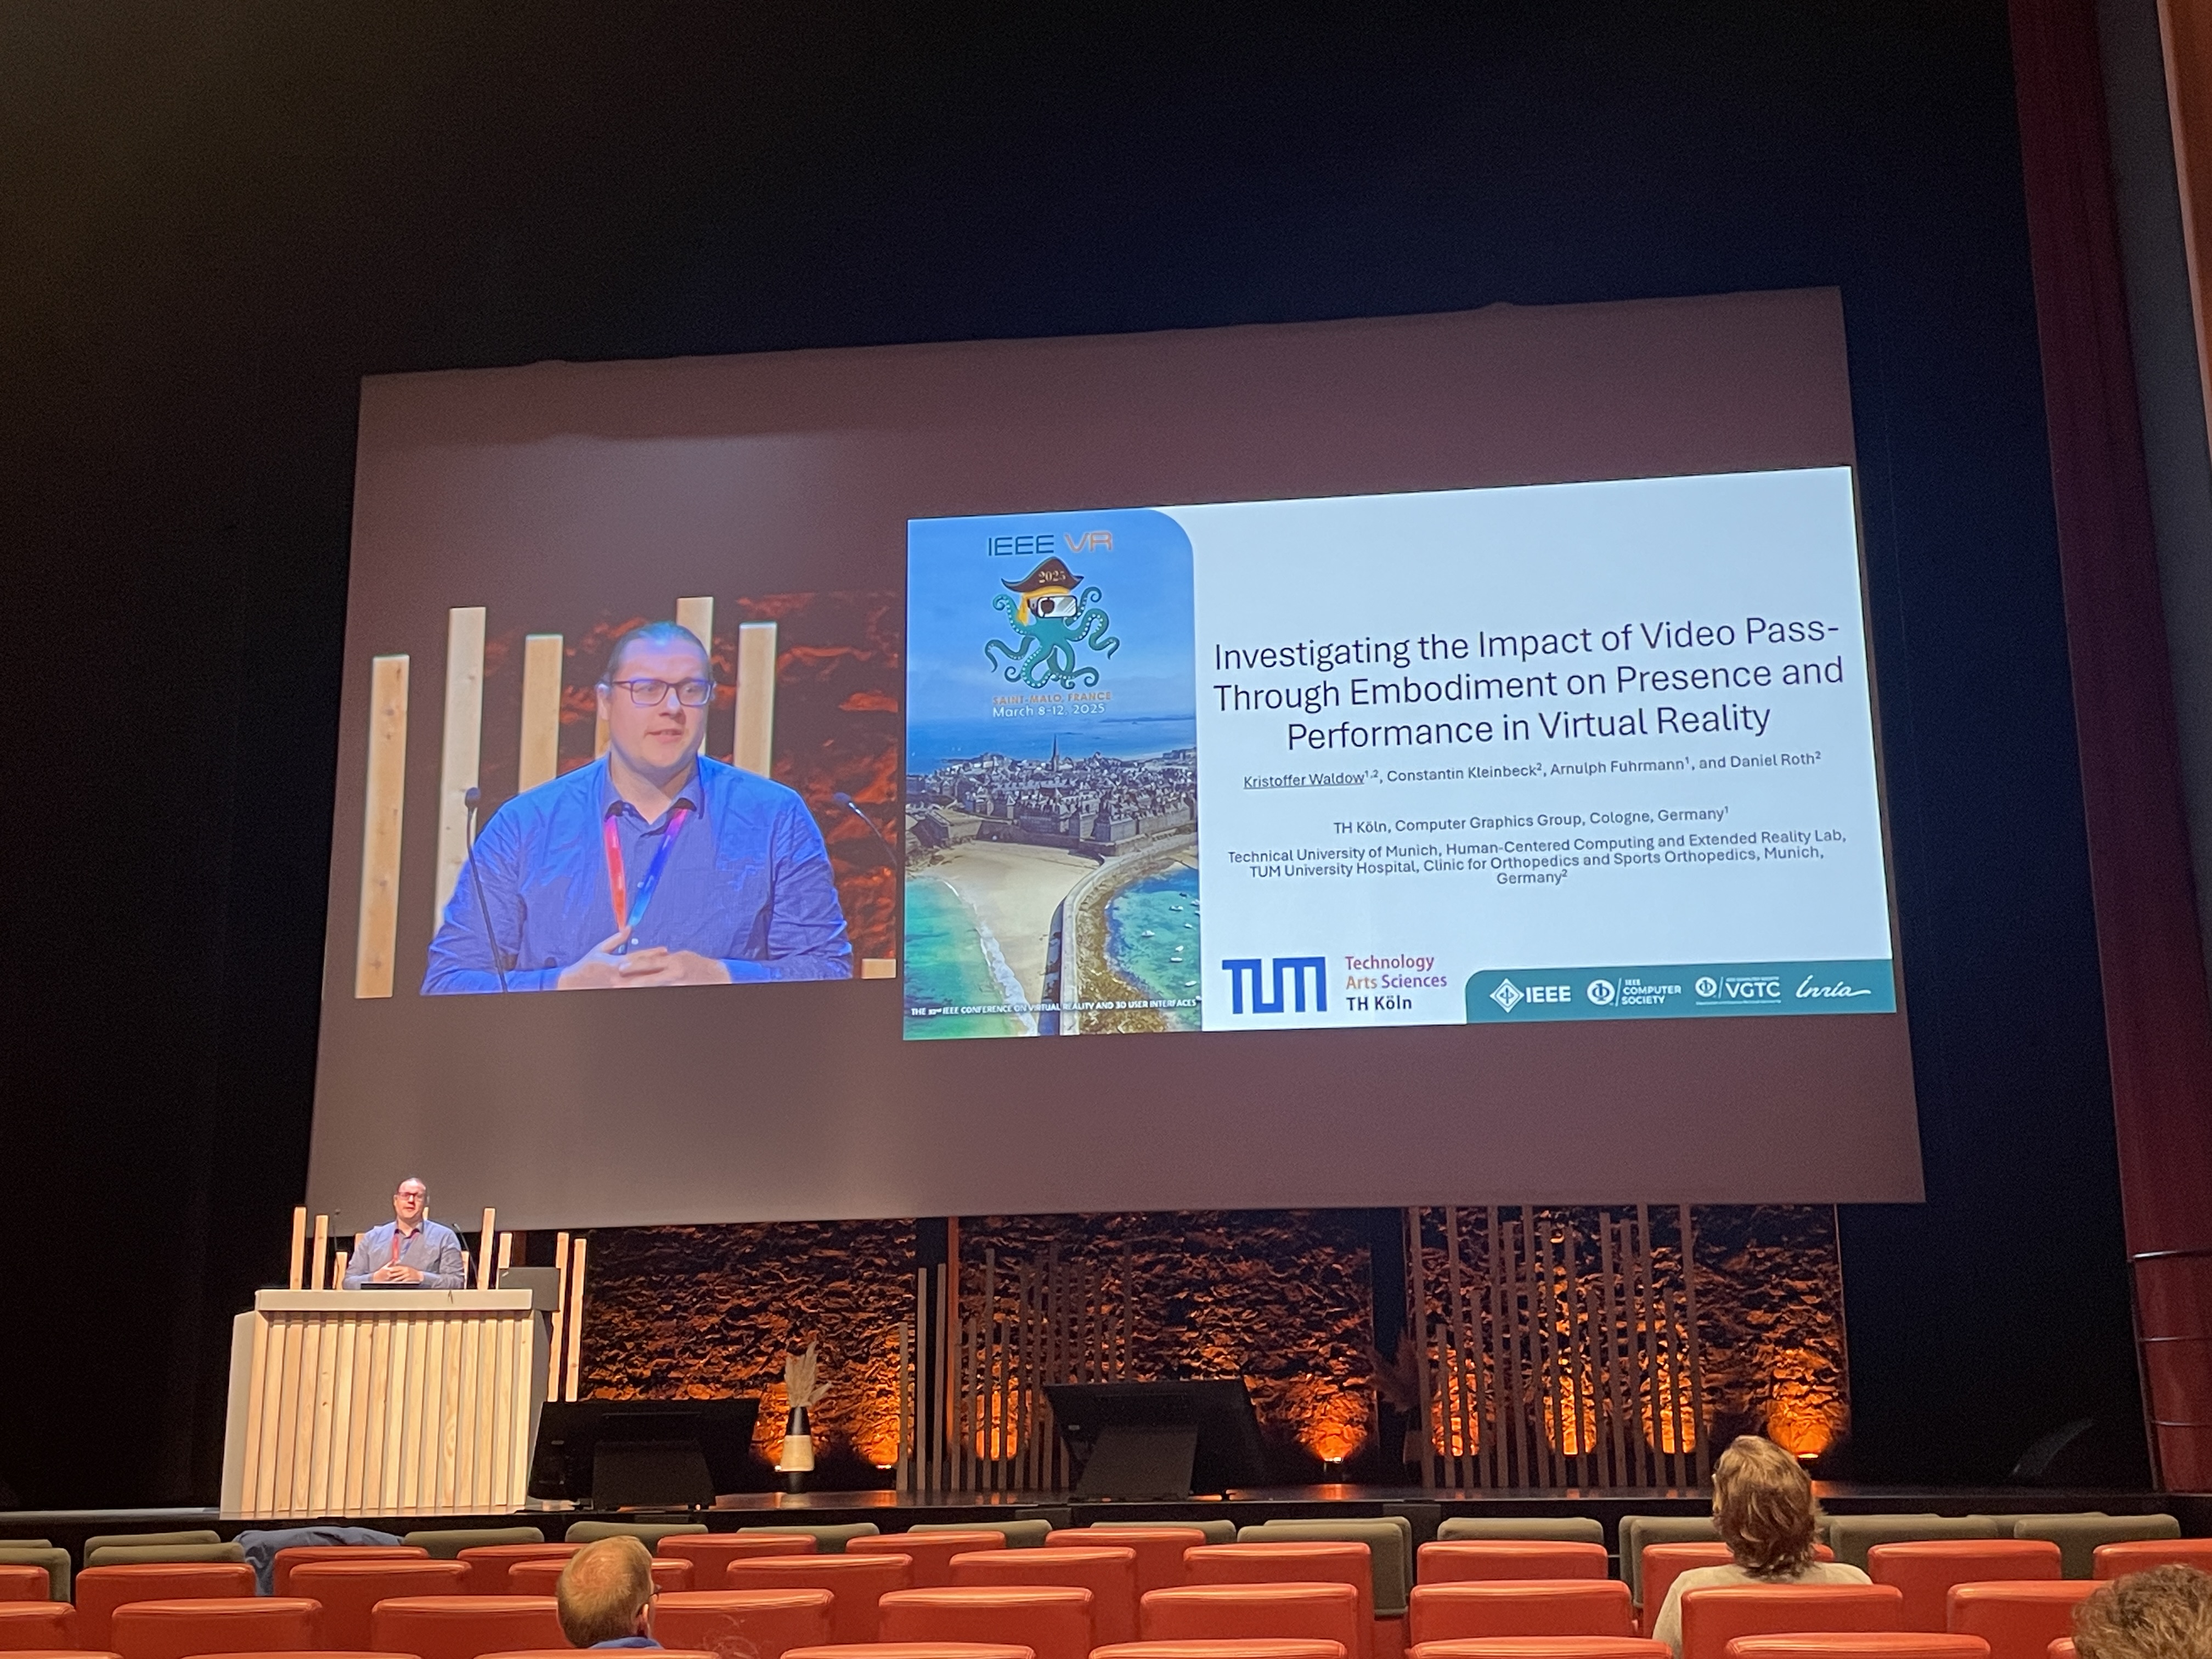 IEEE VR
2025
SAINT-MALO, FRANCE
March 8-12, 2025
THE 32nd IEEE CONFERENCE ON VIRTUAL REALITY AND 3D USER INTERFACES
Investigating the Impact of Video Pass-
Through Embodiment on Presence and
Performance in Virtual Reality
Kristoffer Waldow1,2, Constantin Kleinbeck2, Arnulph Fuhrmann1, and Daniel Roth2
TH Köln, Computer Graphics Group, Cologne, Germany1
Technical University of Munich, Human-Centered Computing and Extended Reality Lab,
TUM University Hospital, Clinic for Orthopedics and Sports Orthopedics, Munich,
Germany2
TUM
Technology
Arts Sciences
TH Köln
IEEE
IEEE
COMPUTER
SOCIETY
VGTC
Inria